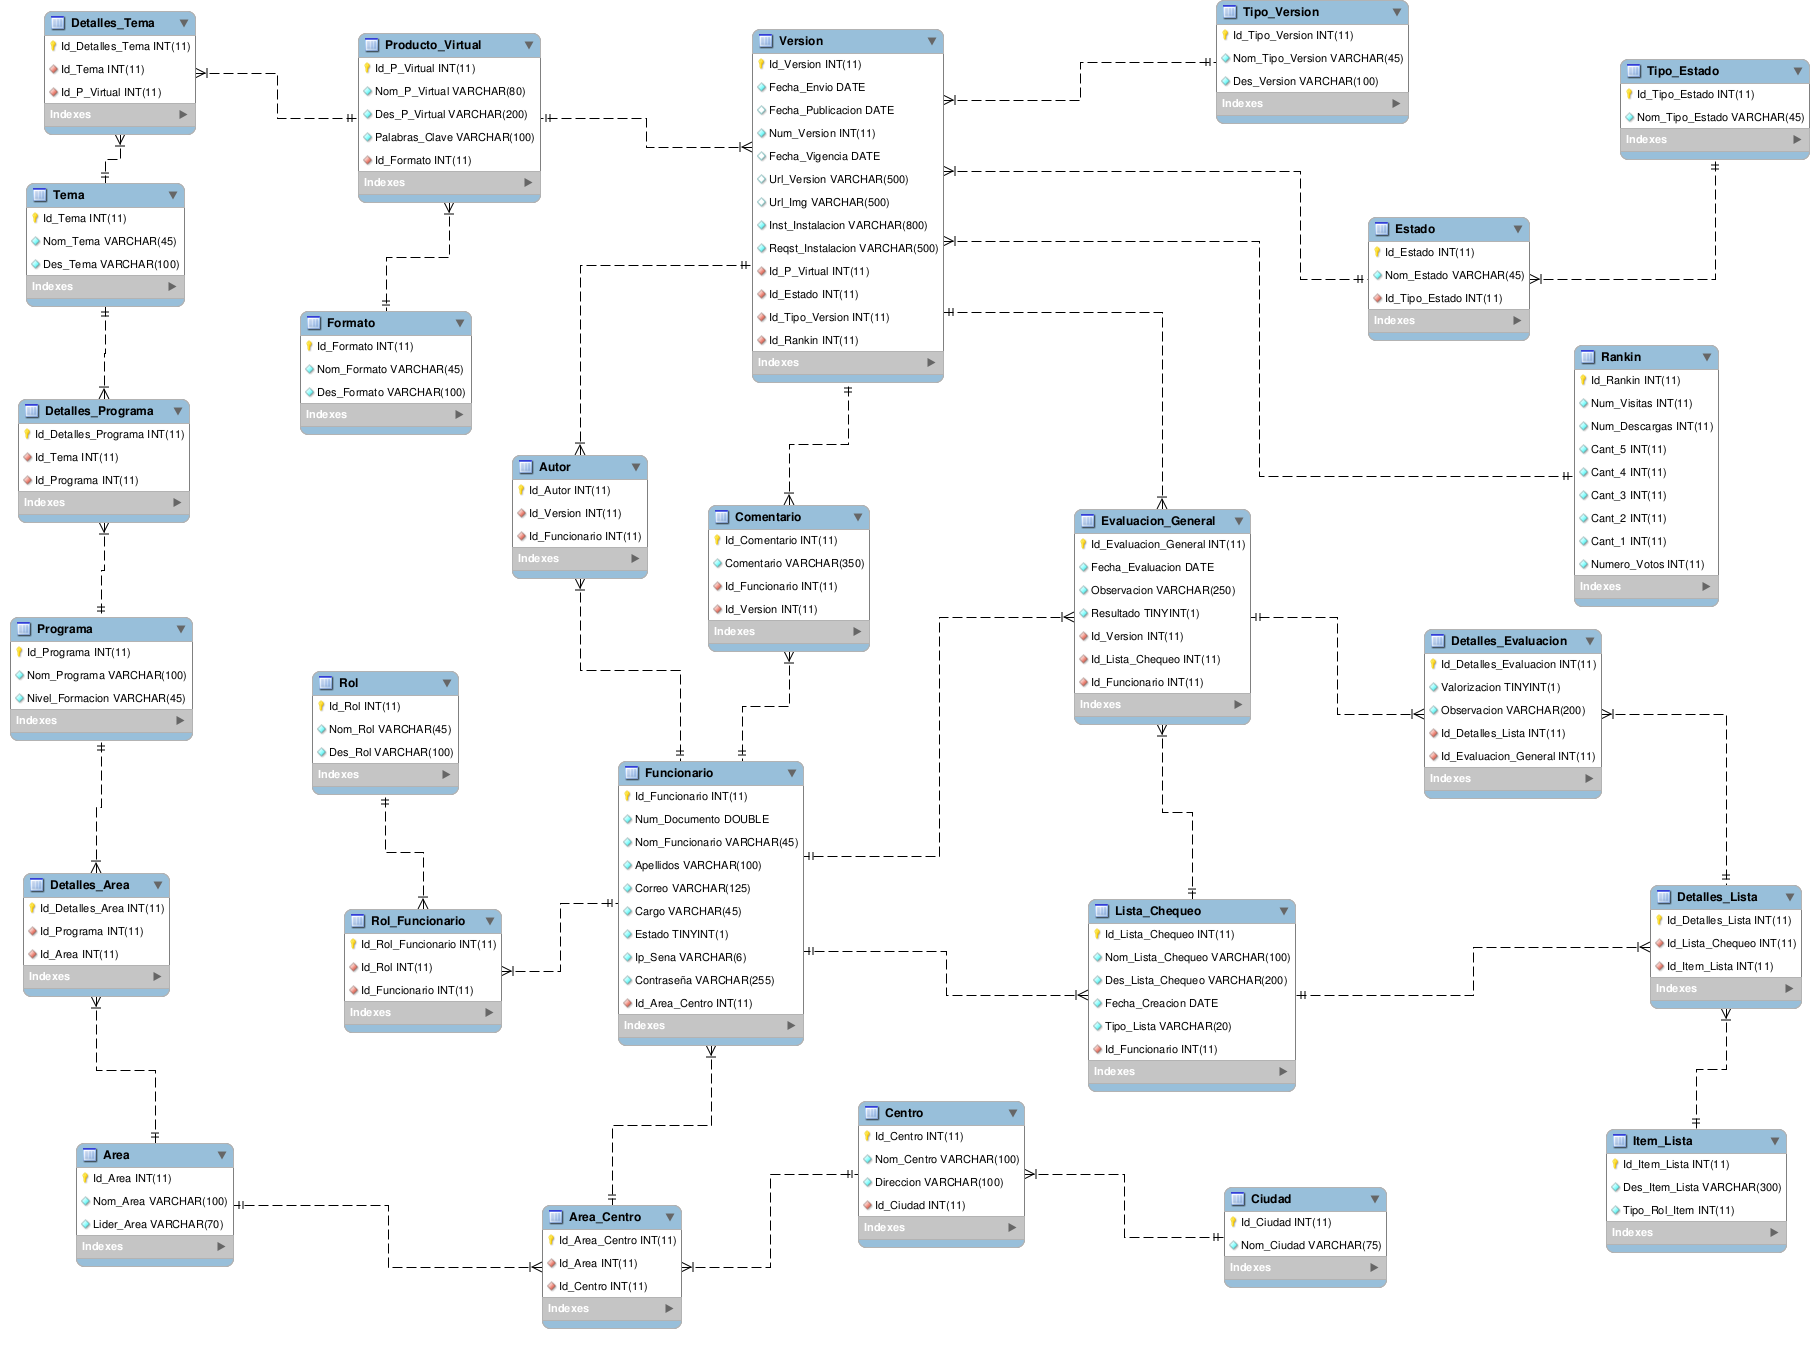 Detalles_Tema
Id_Detalles_Tema INT(11)
Id_Tema INT(11)
Id_P_Virtual INT(11)
Indexes
Producto_Virtual
Id_P_Virtual INT(11)
Nom_P_Virtual VARCHAR(80)
Des_P_Virtual VARCHAR(200)
Palabras_Clave VARCHAR(100)
Id_Formato INT(11)
Indexes
Version
Id_Version INT(11)
Fecha_Envio DATE
Fecha_Publicacion DATE
Num_Version INT(11)
Fecha_Vigencia DATE
Url_Version VARCHAR(500)
Url_Img VARCHAR(500)
Inst_Instalacion VARCHAR(800)
Reqst_Instalacion VARCHAR(500)
Id_P_Virtual INT(11)
Id_Estado INT(11)
Id_Tipo_Version INT(11)
Id_Rankin INT(11)
Indexes
Tipo_Version
Id_Tipo_Version INT(11)
Nom_Tipo_Version VARCHAR(45)
Des_Version VARCHAR(100)
Indexes
Tipo_Estado
Id_Tipo_Estado INT(11)
Nom_Tipo_Estado VARCHAR(45)
Indexes
Tema
Id_Tema INT(11)
Nom_Tema VARCHAR(45)
Des_Tema VARCHAR(100)
Indexes
Estado
Id_Estado INT(11)
Nom_Estado VARCHAR(45)
Id_Tipo_Estado INT(11)
Indexes
Formato
Id_Formato INT(11)
Nom_Formato VARCHAR(45)
Des_Formato VARCHAR(100)
Indexes
Rankin
Id_Rankin INT(11)
Num_Visitas INT(11)
Num_Descargas INT(11)
Cant_5 INT(11)
Cant_4 INT(11)
Cant_3 INT(11)
Cant_2 INT(11)
Cant_1 INT(11)
Numero_Votos INT(11)
Indexes
Detalles_Programa
Id_Detalles_Programa INT(11)
Id_Tema INT(11)
Id_Programa INT(11)
Indexes
Autor
Id_Autor INT(11)
Id_Version INT(11)
Id_Funcionario INT(11)
Indexes
Comentario
Id_Comentario INT(11)
Comentario VARCHAR(350)
Id_Funcionario INT(11)
Id_Version INT(11)
Indexes
Evaluacion_General
Id_Evaluacion_General INT(11)
Fecha_Evaluacion DATE
Observacion VARCHAR(250)
Resultado TINYINT(1)
Id_Version INT(11)
Id_Lista_Chequeo INT(11)
Id_Funcionario INT(11)
Indexes
Programa
Id_Programa INT(11)
Nom_Programa VARCHAR(100)
Nivel_Formacion VARCHAR(45)
Indexes
Detalles_Evaluacion
Id_Detalles_Evaluacion INT(11)
Valorizacion TINYINT(1)
Observacion VARCHAR(200)
Id_Detalles_Lista INT(11)
Id_Evaluacion_General INT(11)
Indexes
Rol
Id_Rol INT(11)
Nom_Rol VARCHAR(45)
Des_Rol VARCHAR(100)
Indexes
Funcionario
Id_Funcionario INT(11)
Num_Documento DOUBLE
Nom_Funcionario VARCHAR(45)
Apellidos VARCHAR(100)
Correo VARCHAR(125)
Cargo VARCHAR(45)
Estado TINYINT(1)
Ip_Sena VARCHAR(6)
Contraseña VARCHAR(255)
Id_Area_Centro INT(11)
Indexes
Detalles_Area
Id_Detalles_Area INT(11)
Id_Programa INT(11)
Id_Area INT(11)
Indexes
Rol_Funcionario
Id_Rol_Funcionario INT(11)
Id_Rol INT(11)
Id_Funcionario INT(11)
Indexes
Lista_Chequeo
Id_Lista_Chequeo INT(11)
Nom_Lista_Chequeo VARCHAR(100)
Des_Lista_Chequeo VARCHAR(200)
Fecha_Creacion DATE
Tipo_Lista VARCHAR(20)
Id_Funcionario INT(11)
Indexes
Detalles_Lista
Id_Detalles_Lista INT(11)
Id_Lista_Chequeo INT(11)
Id_Item_Lista INT(11)
Indexes
Area
Id_Area INT(11)
Nom_Area VARCHAR(100)
Lider_Area VARCHAR(70)
Indexes
Area_Centro
Id_Area_Centro INT(11)
Id_Area INT(11)
Id_Centro INT(11)
Indexes
Centro
Id_Centro INT(11)
Nom_Centro VARCHAR(100)
Direccion VARCHAR(100)
Id_Ciudad INT(11)
Indexes
Ciudad
Id_Ciudad INT(11)
Nom_Ciudad VARCHAR(75)
Indexes
Item_Lista
Id_Item_Lista INT(11)
Des_Item_Lista VARCHAR(300)
Tipo_Rol_Item INT(11)
Indexes